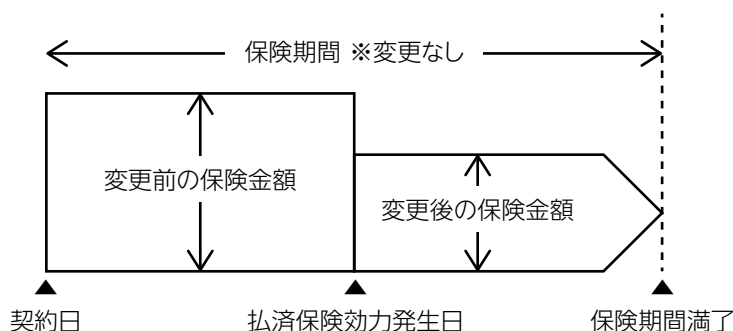 保険期間 ※変更なし
変更前の保険金額
変更後の保険金額
契約日
払済保険効力発生日
保険期間満了